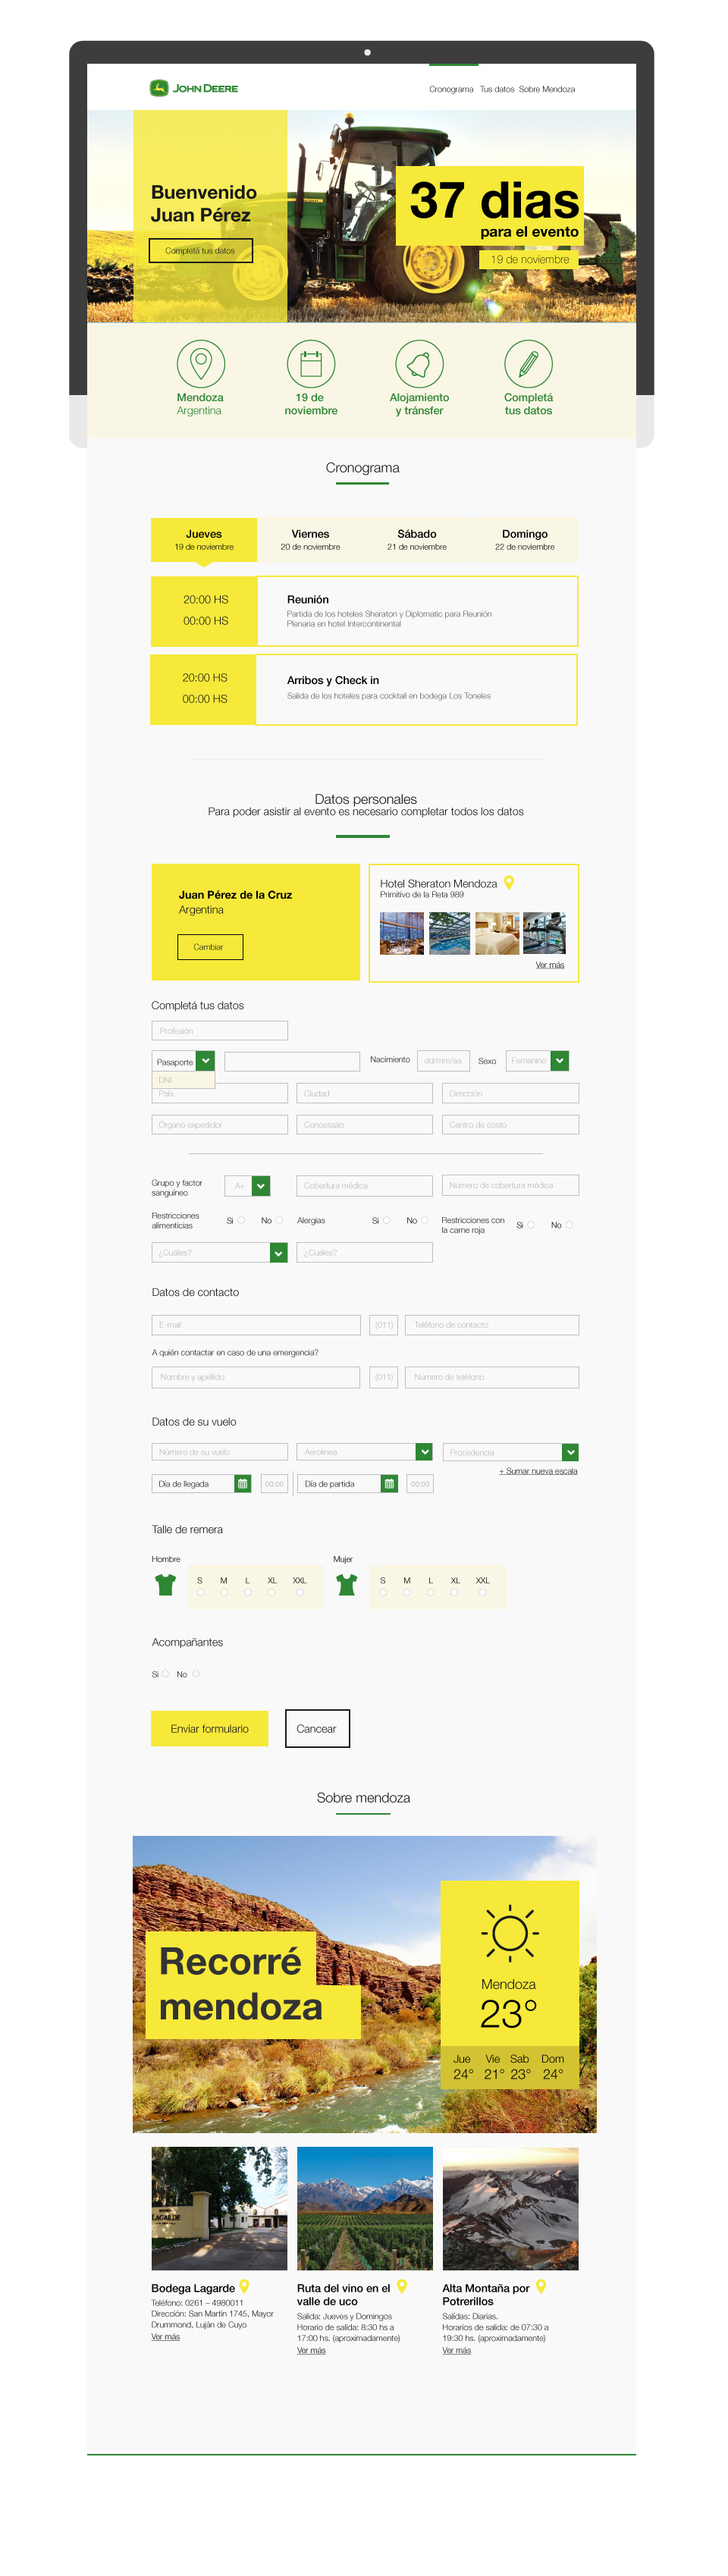 JOHN DEERE
Cronograma Tus datos Sobre Mendoza
Buenvenido
Juan Pérez
Completá tus datos
37 dias
para el evento
19 de noviembre
Mendoza
Argentina
19 de
noviembre
Alojamiento
y tránsfer
Completá
tus datos
Cronograma
Jueves
19 de noviembre
Viernes
20 de noviembre
Sábado
21 de noviembre
Domingo
22 de noviembre
20:00 HS
00:00 HS
Reunión
Partida de los hoteles Sheraton y Diplomatic para Reunión
Plenaria en hotel Intercontinental
20:00 HS
00:00 HS
Arribos y Check in
Salida de los hoteles para cocktail en bodega Los Toneles
Datos personales
Para poder asistir al evento es necesario completar todos los datos
Juan Pérez de la Cruz
Argentina
Cambiar
Hotel Sheraton Mendoza
Primitivo de la Reta 989
Ver más
Completá tus datos
Profesión
Pasaporte
Nacimiento dd/mm/aa Sexo Femenino
DNI
País Ciudad Dirección
Órgano expedidor Concessão Centro de costo
Grupo y factor
sanguíneo
A+ Cobertura médica Número de cobertura médica
Restricciones
alimenticias
Si No Alergias Si No
Restricciones con
la carne roja
Si No
¿Cuáles? ¿Cuáles?
Datos de contacto
E-mail (011) Teléfono de contacto
A quién contactar en caso de una emergencia?
Nombre y apellido (011) Número de teléfono
Datos de su vuelo
Número de su vuelo Aerolínea Procedencia
+ Sumar nueva escala
Día de llegada 00:00 Día de partida 00:00
Talle de remera
Hombre Mujer
S M L XL XXL S M L XL XXL
Acompañantes
Si No
Enviar formulario Cancear
Sobre mendoza
Recorré
mendoza
Mendoza
23°
Jue Vie Sab Dom
24° 21° 23° 24°
LAGARDE
Bodega Lagarde
Teléfono: 0261 – 4980011
Dirección: San Martín 1745, Mayor
Drummond, Luján de Cuyo
Ver más
Ruta del vino en el
valle de uco
Salida: Jueves y Domingos
Horario de salida: 8:30 hs a
17:00 hs. (aproximadamente)
Ver más
Alta Montaña por
Potrerillos
Salidas: Diarias.
Horarios de salida: de 07:30 a
19:30 hs. (aproximadamente)
Ver más